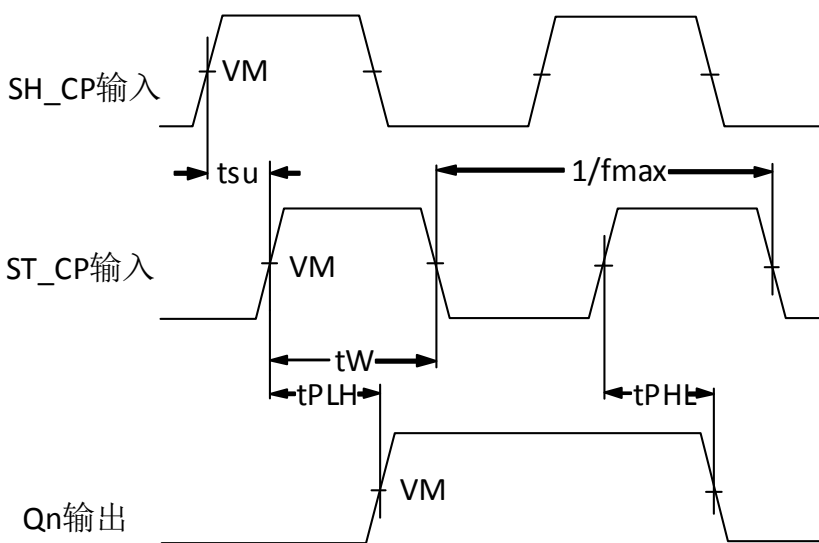 VM
SH_CP输入
tsu
1/fmax
ST_CP输入
VM
tW
tPLH
tPHL
VM
Qn输出